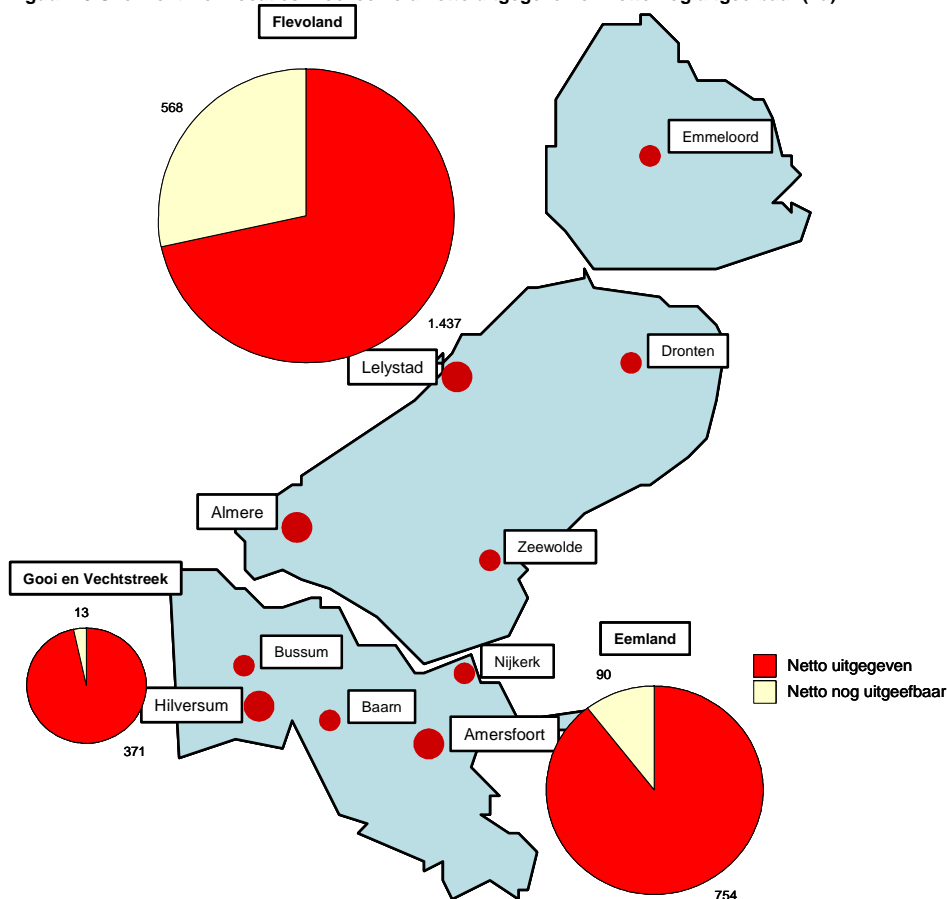 Flevoland
568
Emmeloord
1.437
Lelystad
Dronten
Almere
Zeewolde
Gooi en Vechtstreek
13
Eemland
Bussum
Nijkerk
90
Netto uitgegeven
Netto nog uitgeefbaar
Hilversum
Baarn
Amersfoort
371
754